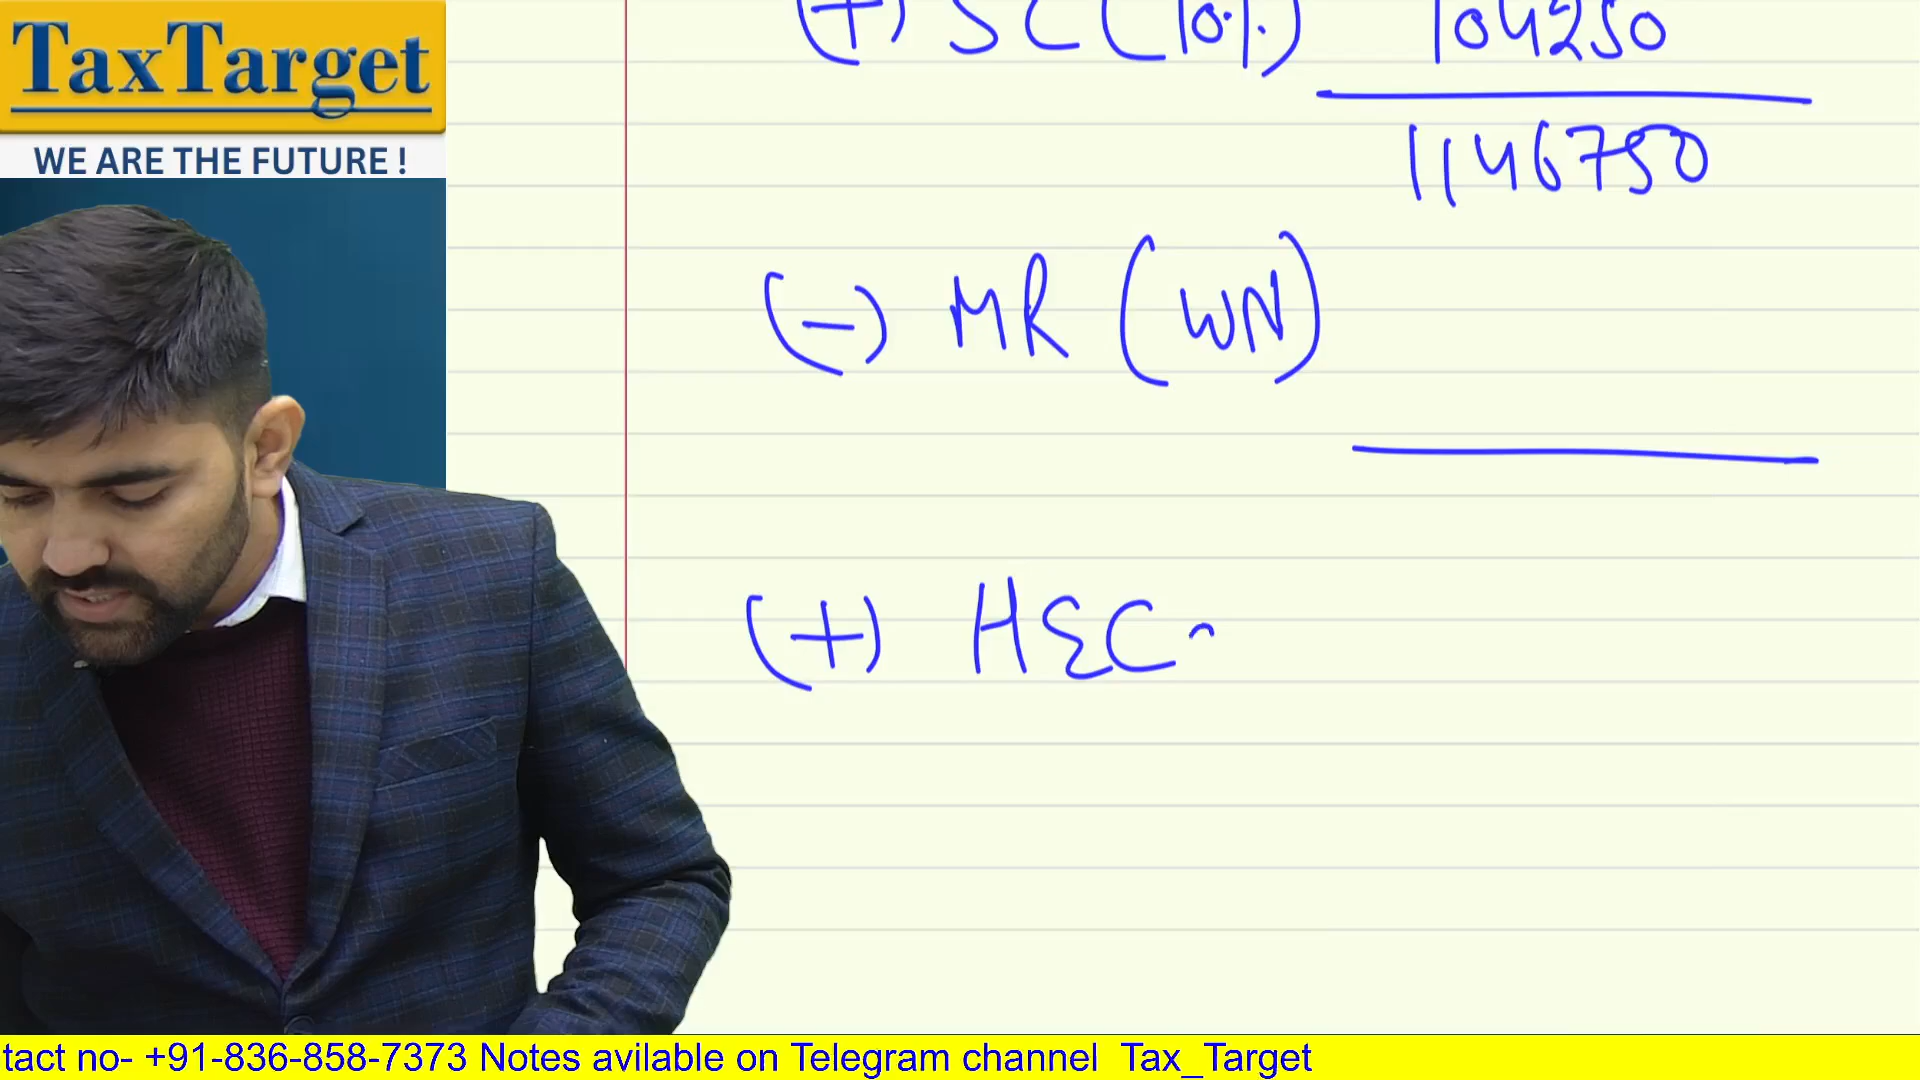 TaxTarget
WE ARE THE FUTURE !
(+) SC (10%) 104250
1146750
(-) MR (WN)
(+) HEC
tact no- +91-836-858-7373 Notes avilable on Telegram channel Tax_Target